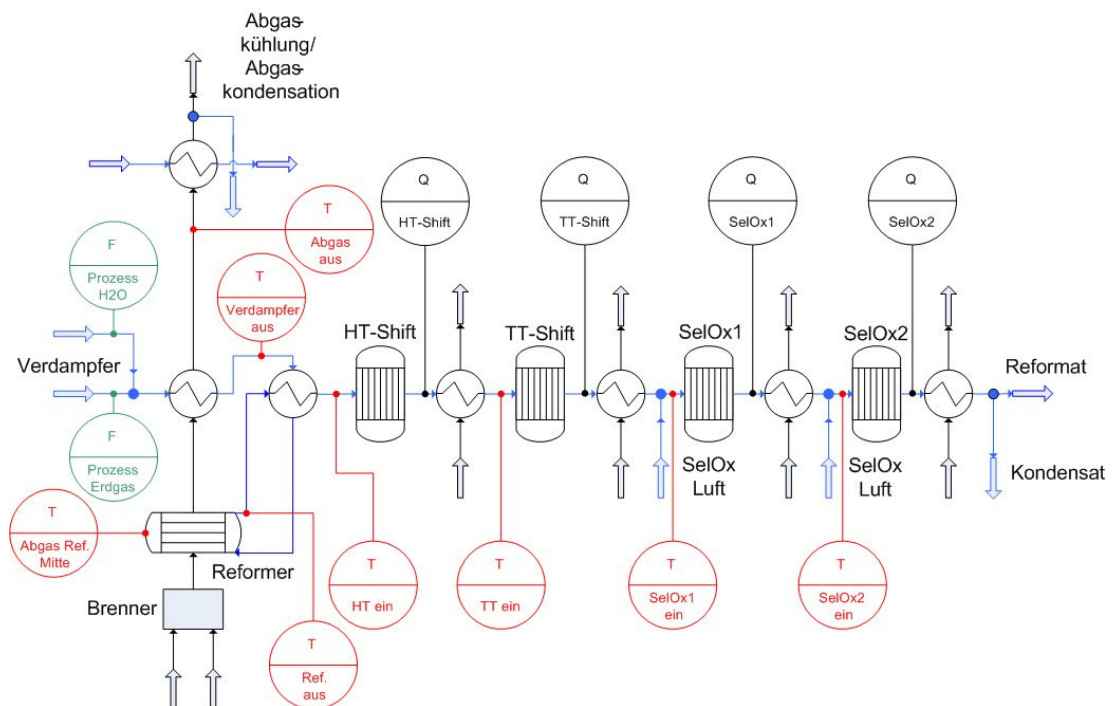 Abgas-
kühlung/
Abgas-
kondensation
Q
HT-Shift
Q
TT-Shift
Q
SelOx1
Q
SelOx2
T
Abgas
aus
F
Prozess
H2O
T
Verdampfer
aus
HT-Shift
TT-Shift
SelOx1
SelOx2
Verdampfer
Reformat
F
Prozess
Erdgas
SelOx
Luft
SelOx
Luft
Kondensat
T
Abgas Ref.
Mitte
Reformer
T
HT ein
T
TT ein
T
SelOx1
ein
T
SelOx2
ein
Brenner
T
Ref.
aus